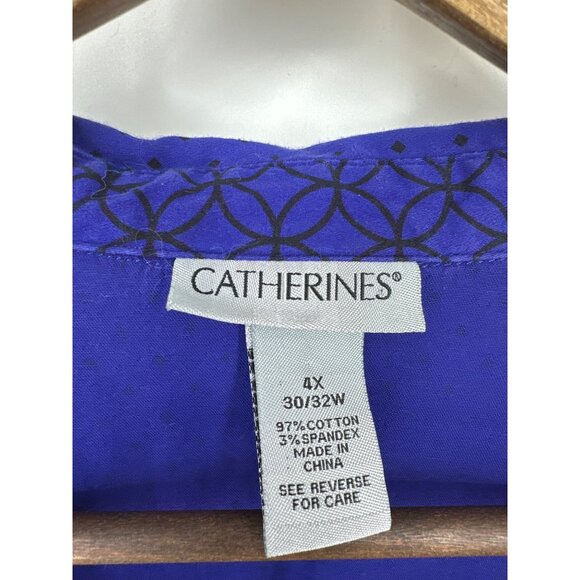 CATHERINES®
4X
30/32W
97% COTTON
3% SPANDEX
MADE IN
CHINA
SEE REVERSE
FOR CARE